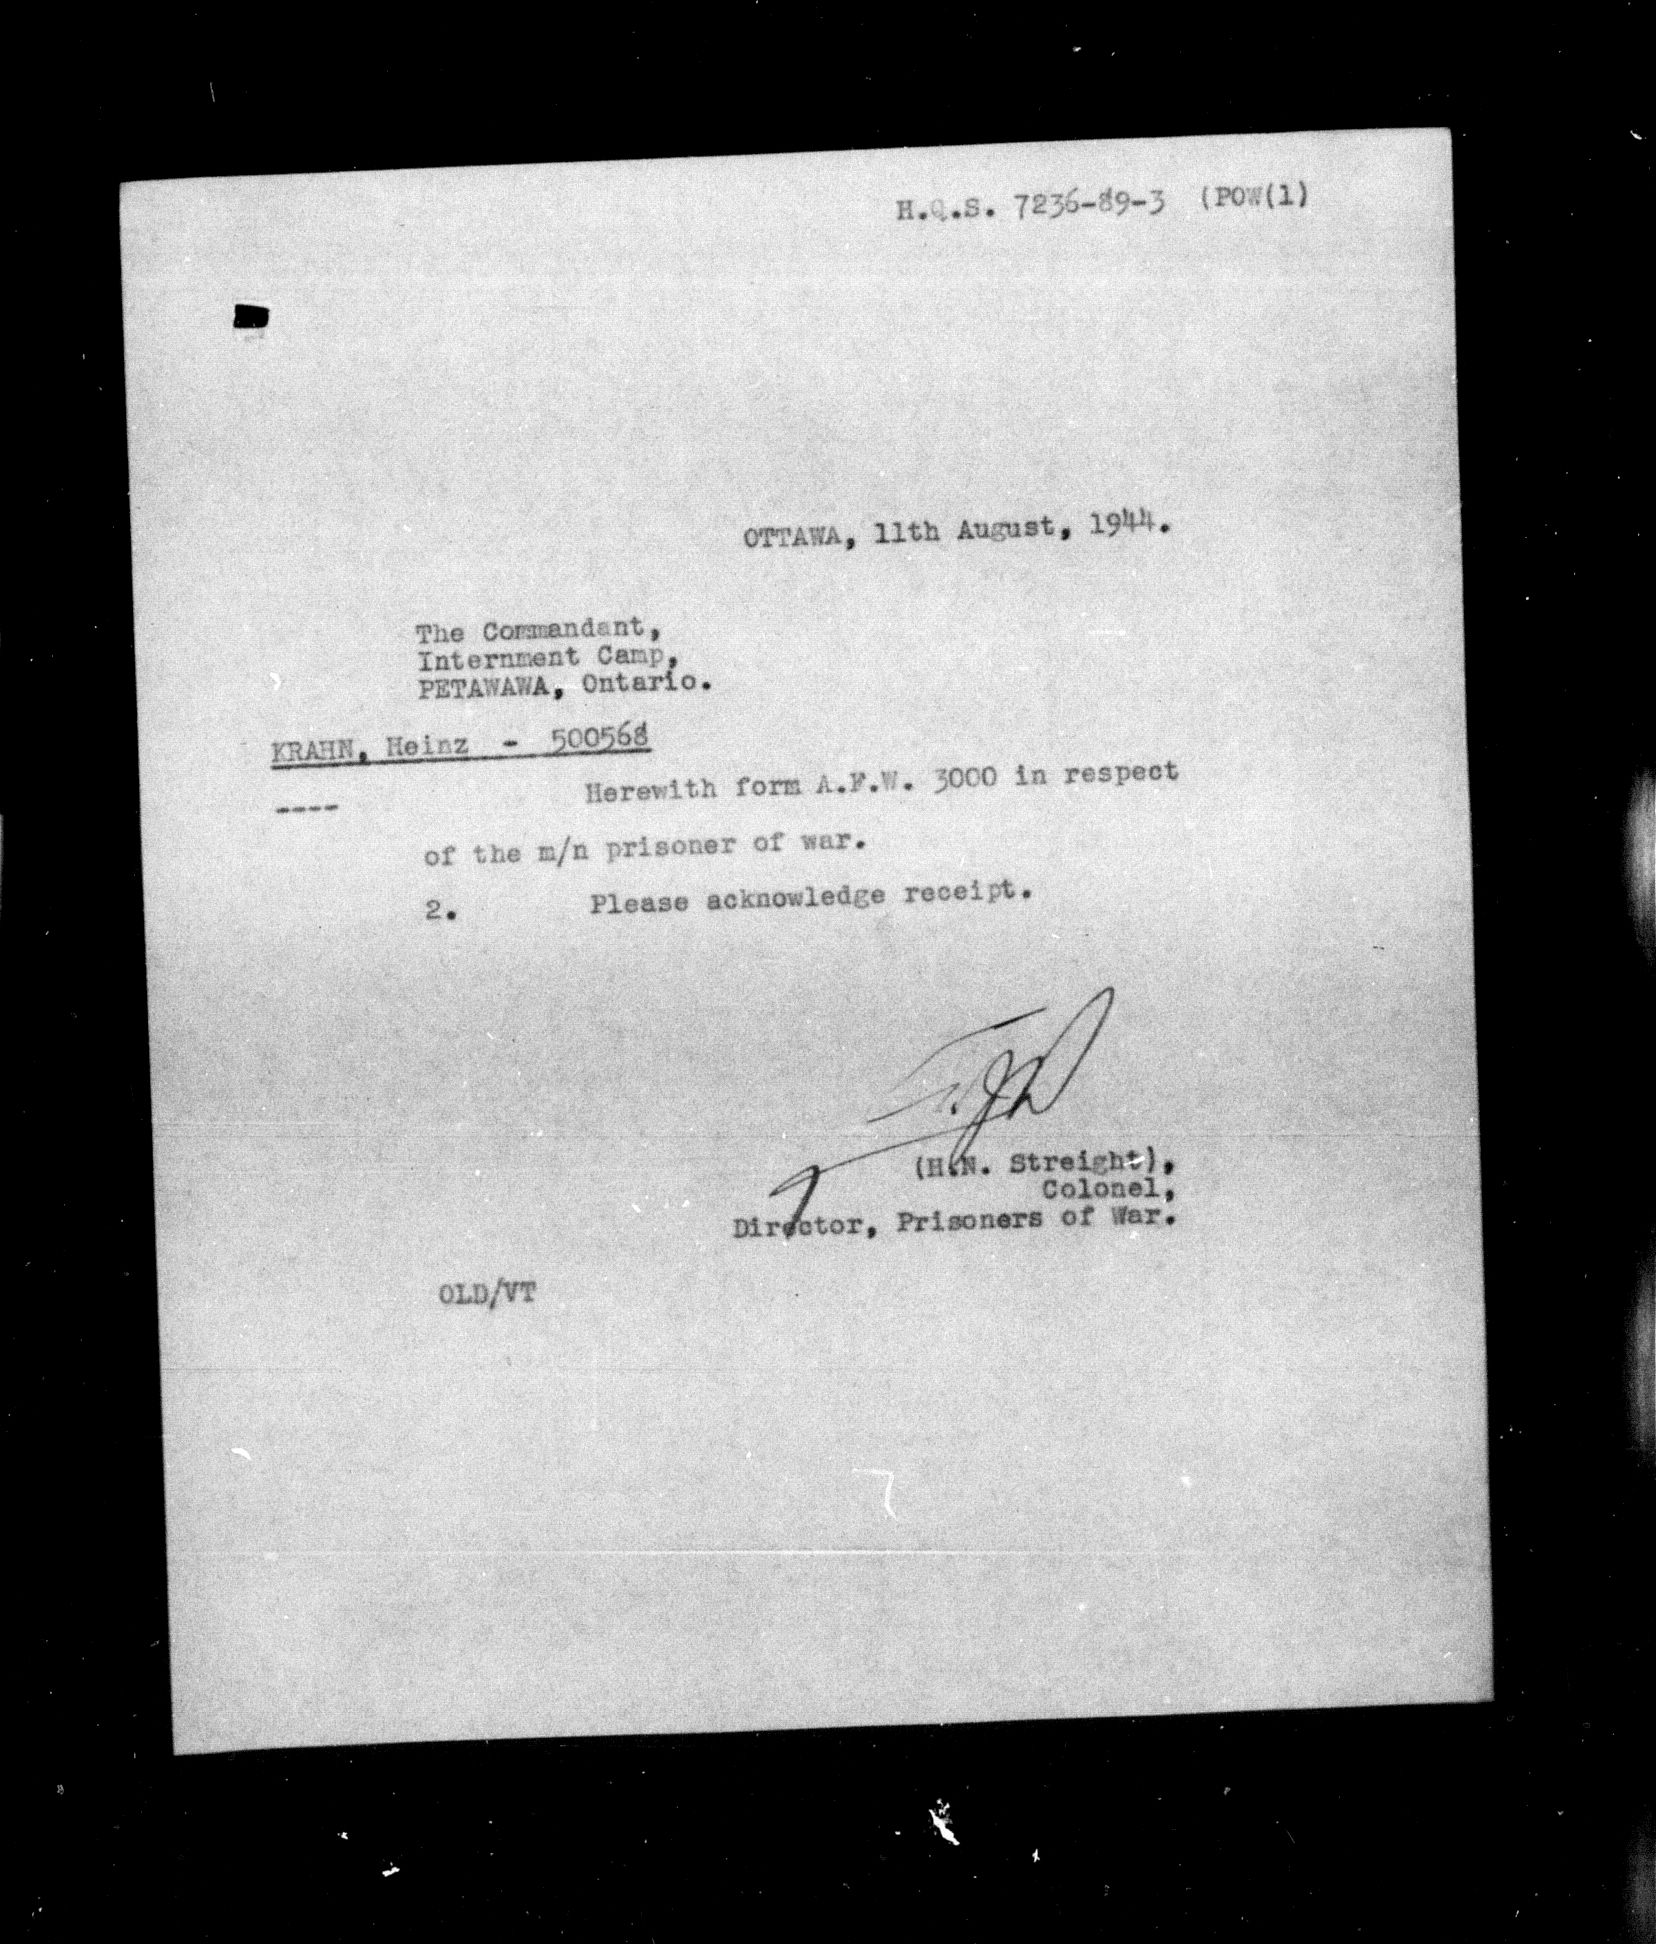 H.Q.S. 7236-89-3 (POW(1)
OTTAWA, 11th August, 1944.
The Commandant,
Internment Camp,
PETAWAWA, Ontario.
KRAHN, Heinz - 500568
----
Herewith form A.F.W. 3000 in respect
of the m/n prisoner of war.
2. Please acknowledge receipt.
(H.N. Streight),
Colonel,
Director, Prisoners of War.
OLD/VT